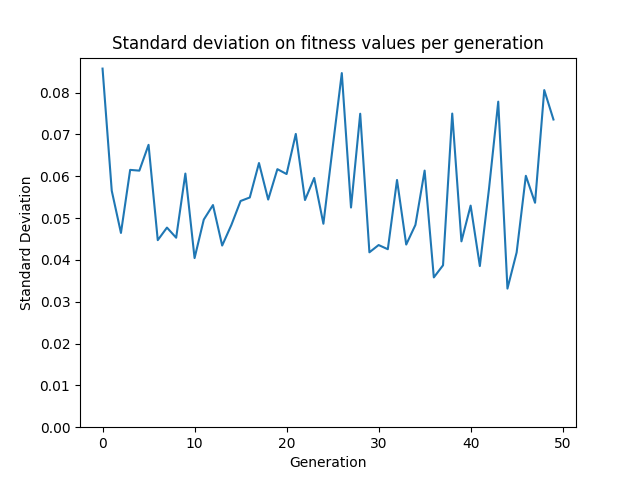 Standard deviation on fitness values per generation
0.08
0.07
0.06
0.05
0.04
0.03
0.02
0.01
0.00
Standard Deviation
0 10 20 30 40 50
Generation